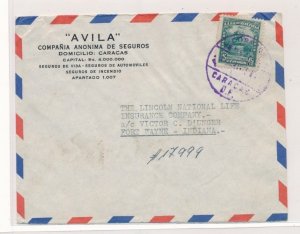 "AVILA"
COMPAÑIA ANONIMA DE SEGUROS
DOMICILIO: CARACAS
CAPITAL: Bs. 4.000.000
SEGUROS DE VIDA - SEGUROS DE AUTOMOVILES
SEGUROS DE INCENDIO
APARTADO 1.007
CARACAS
THE LINCOLN NATIONAL LIFE
INSURANCE COMPANY.-
a/c VICTOR C.
FORT WAYNE - INDIANA.-
#17999